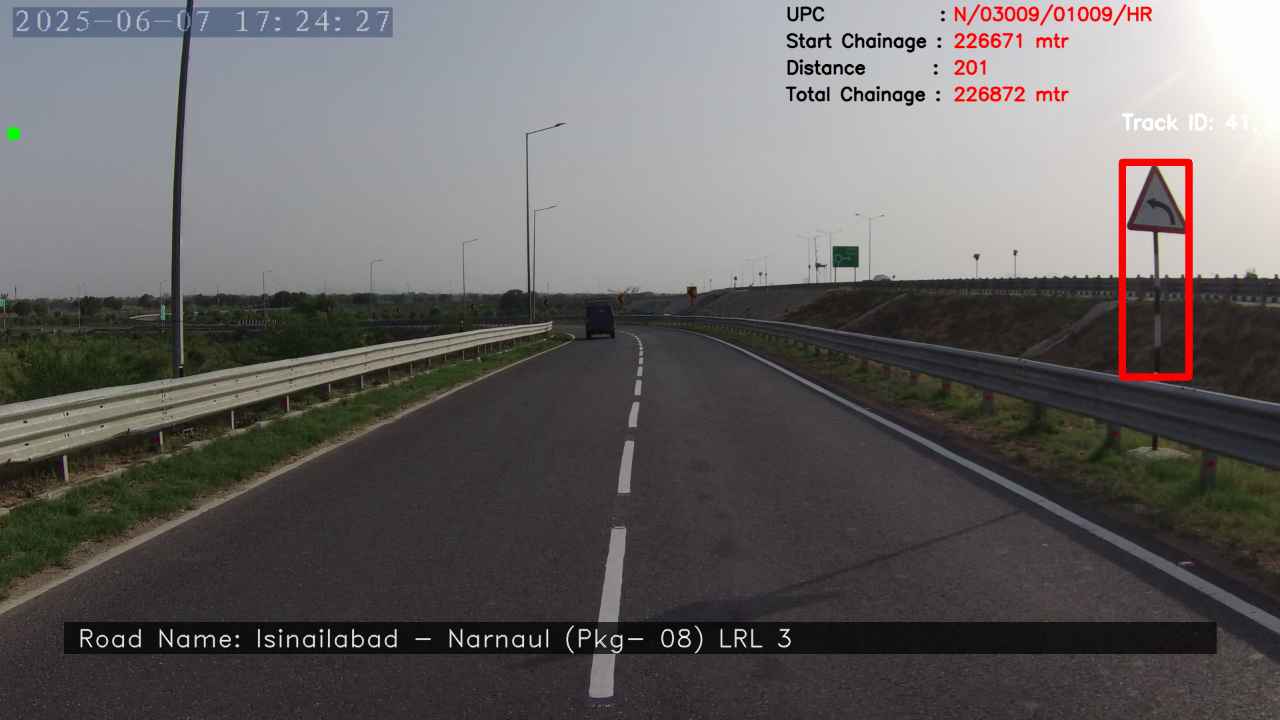 2025-06-07 17:24:27
UPC : N/03009/01009/HR
Start Chainage : 226671 mtr
Distance : 201
Total Chainage : 226872 mtr
Track ID: 41,
Road Name: Isinailabad - Narnaul (Pkg- 08) LRL 3